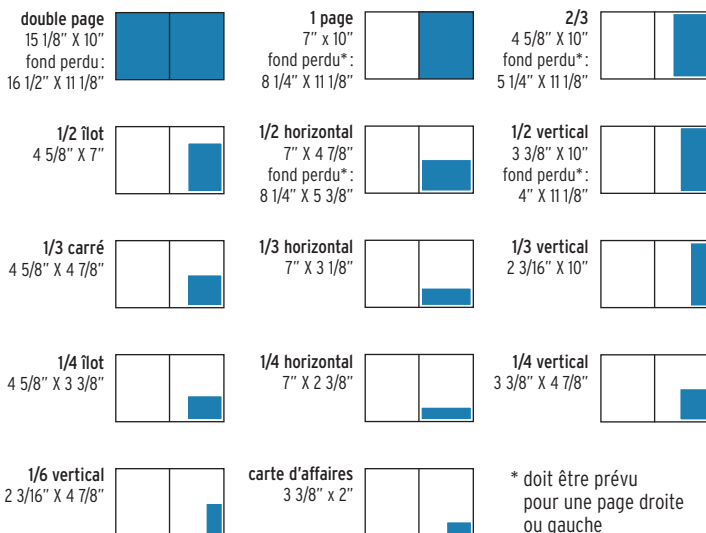 double page
15 1/8" X 10"
fond perdu:
16 1/2" X 11 1/8"
1 page
7" x 10"
fond perdu*:
8 1/4" X 11 1/8"
2/3
4 5/8" X 10"
fond perdu*:
5 1/4" X 11 1/8"
1/2 îlot
4 5/8" X 7"
1/2 horizontal
7" X 4 7/8"
fond perdu*:
8 1/4" X 5 3/8"
1/2 vertical
3 3/8" X 10"
fond perdu*:
4" X 11 1/8"
1/3 carré
4 5/8" X 4 7/8"
1/3 horizontal
7" X 3 1/8"
1/3 vertical
2 3/16" X 10"
1/4 îlot
4 5/8" X 3 3/8"
1/4 horizontal
7" X 2 3/8"
1/4 vertical
3 3/8" X 4 7/8"
1/6 vertical
2 3/16" X 4 7/8"
carte d'affaires
3 3/8" x 2"
* doit être prévu
pour une page droite
ou gauche